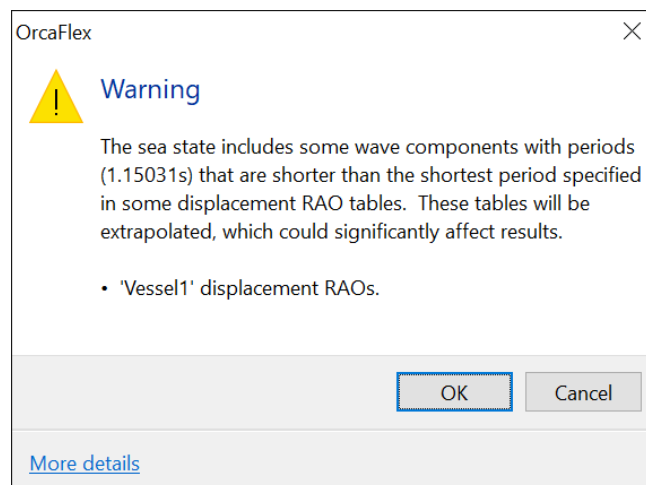 OrcaFlex
Warning
The sea state includes some wave components with periods
(1.15031s) that are shorter than the shortest period specified
in some displacement RAO tables.  These tables will be
extrapolated, which could significantly affect results.
• 'Vessel1' displacement RAOs.
OK
Cancel
More details